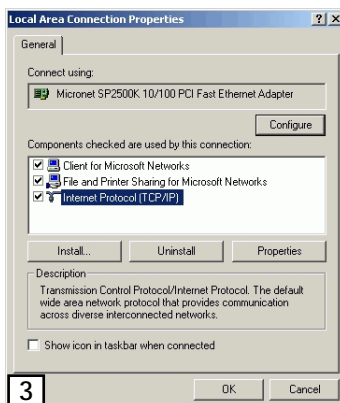 Local Area Connection Properties
General
Connect using:
Micronet SP2500K 10/100 PCI Fast Ethernet Adapter
Configure
Components checked are used by this connection:
Client for Microsoft Networks
File and Printer Sharing for Microsoft Networks
Internet Protocol (TCP/IP)
Install... Uninstall Properties
Description
Transmission Control Protocol/Internet Protocol. The default
wide area network protocol that provides communication
across diverse interconnected networks.
Show icon in taskbar when connected
3
OK Cancel